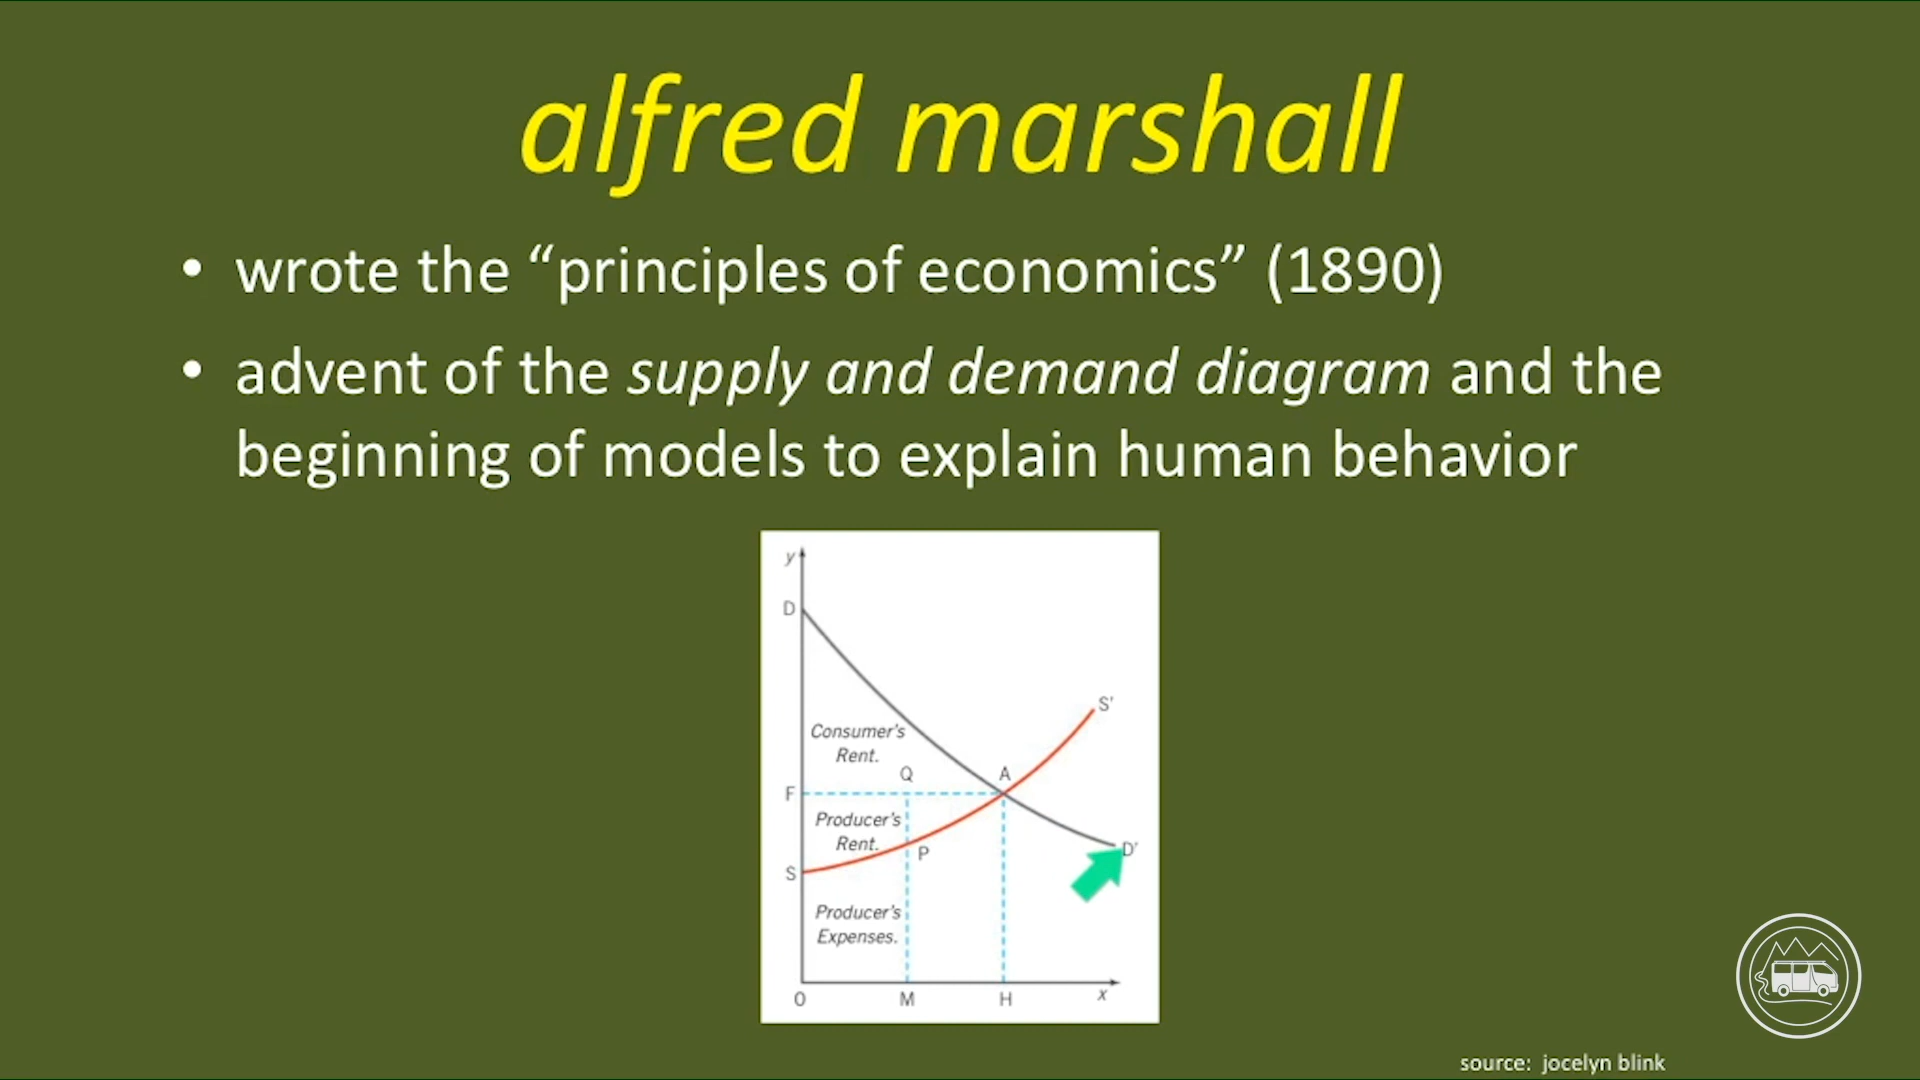 alfred marshall
• wrote the “principles of economics” (1890)
• advent of the supply and demand diagram and the
beginning of models to explain human behavior
y
D
S'
Consumer's
Rent.
Q
A
F
Producer's
Rent.
P
D'
S
Producer's
Expenses.
O
M
H
x
source: jocelyn blink